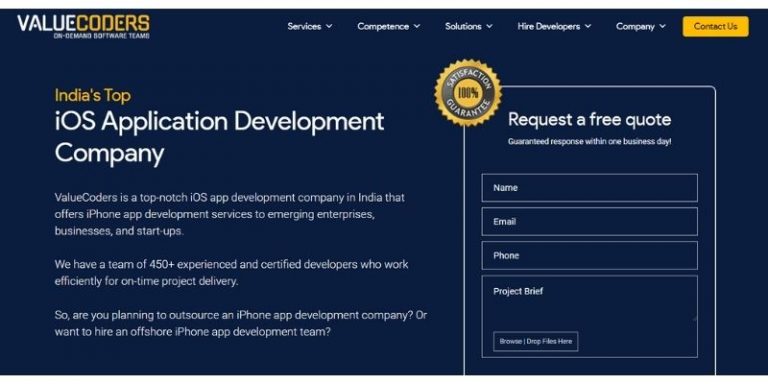 VALUECODERS
ON-DEMAND SOFTWARE TEAMS
Services
Competence
Solutions
Hire Developers
Company
Contact Us
India's Top
iOS Application Development
Company
ValueCoders is a top-notch iOS app development company in India that
offers iPhone app development services to emerging enterprises,
businesses, and start-ups.
We have a team of 450+ experienced and certified developers who work
efficiently for on-time project delivery.
So, are you planning to outsource an iPhone app development company? Or
want to hire an offshore iPhone app development team?
SATISFACTION
100%
GUARANTEE
Request a free quote
Guaranteed response within one business day!
Name
Email
Phone
Project Brief
Browse | Drop Files Here